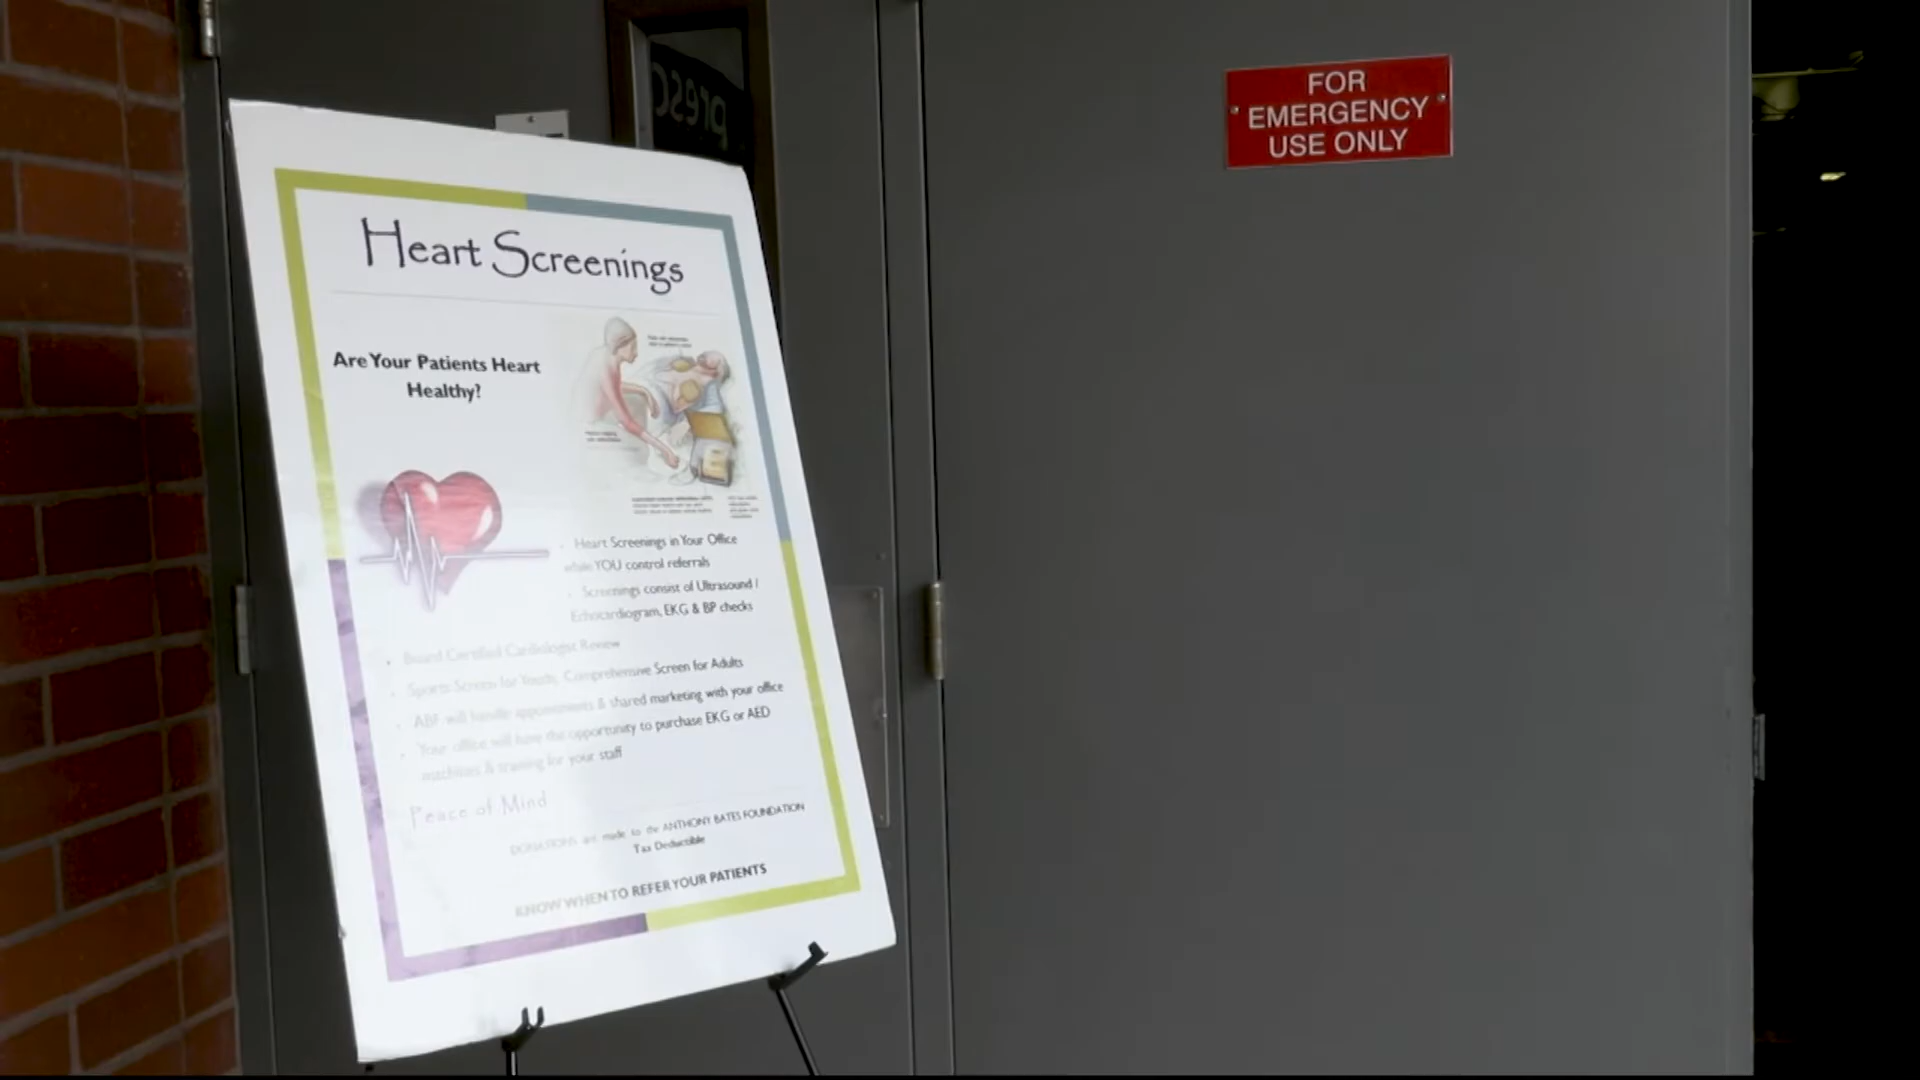 presc
FOR
EMERGENCY
USE ONLY
Heart Screenings
Are Your Patients Heart
Healthy?
Heart Screenings in Your Office
while YOU control referrals
Screenings consist of Ultrasound /
Echocardiogram, EKG & BP checks
Board Certified Cardiologist Review
Sports Screen for Youth, Comprehensive Screen for Adults
ABF will handle appointments & shared marketing with your office
Your office will have the opportunity to purchase EKG or AED
machines & training for your staff
Peace of Mind
DONATIONS are made to the ANTHONY BATES FOUNDATION
Tax Deductible
KNOW WHEN TO REFER YOUR PATIENTS